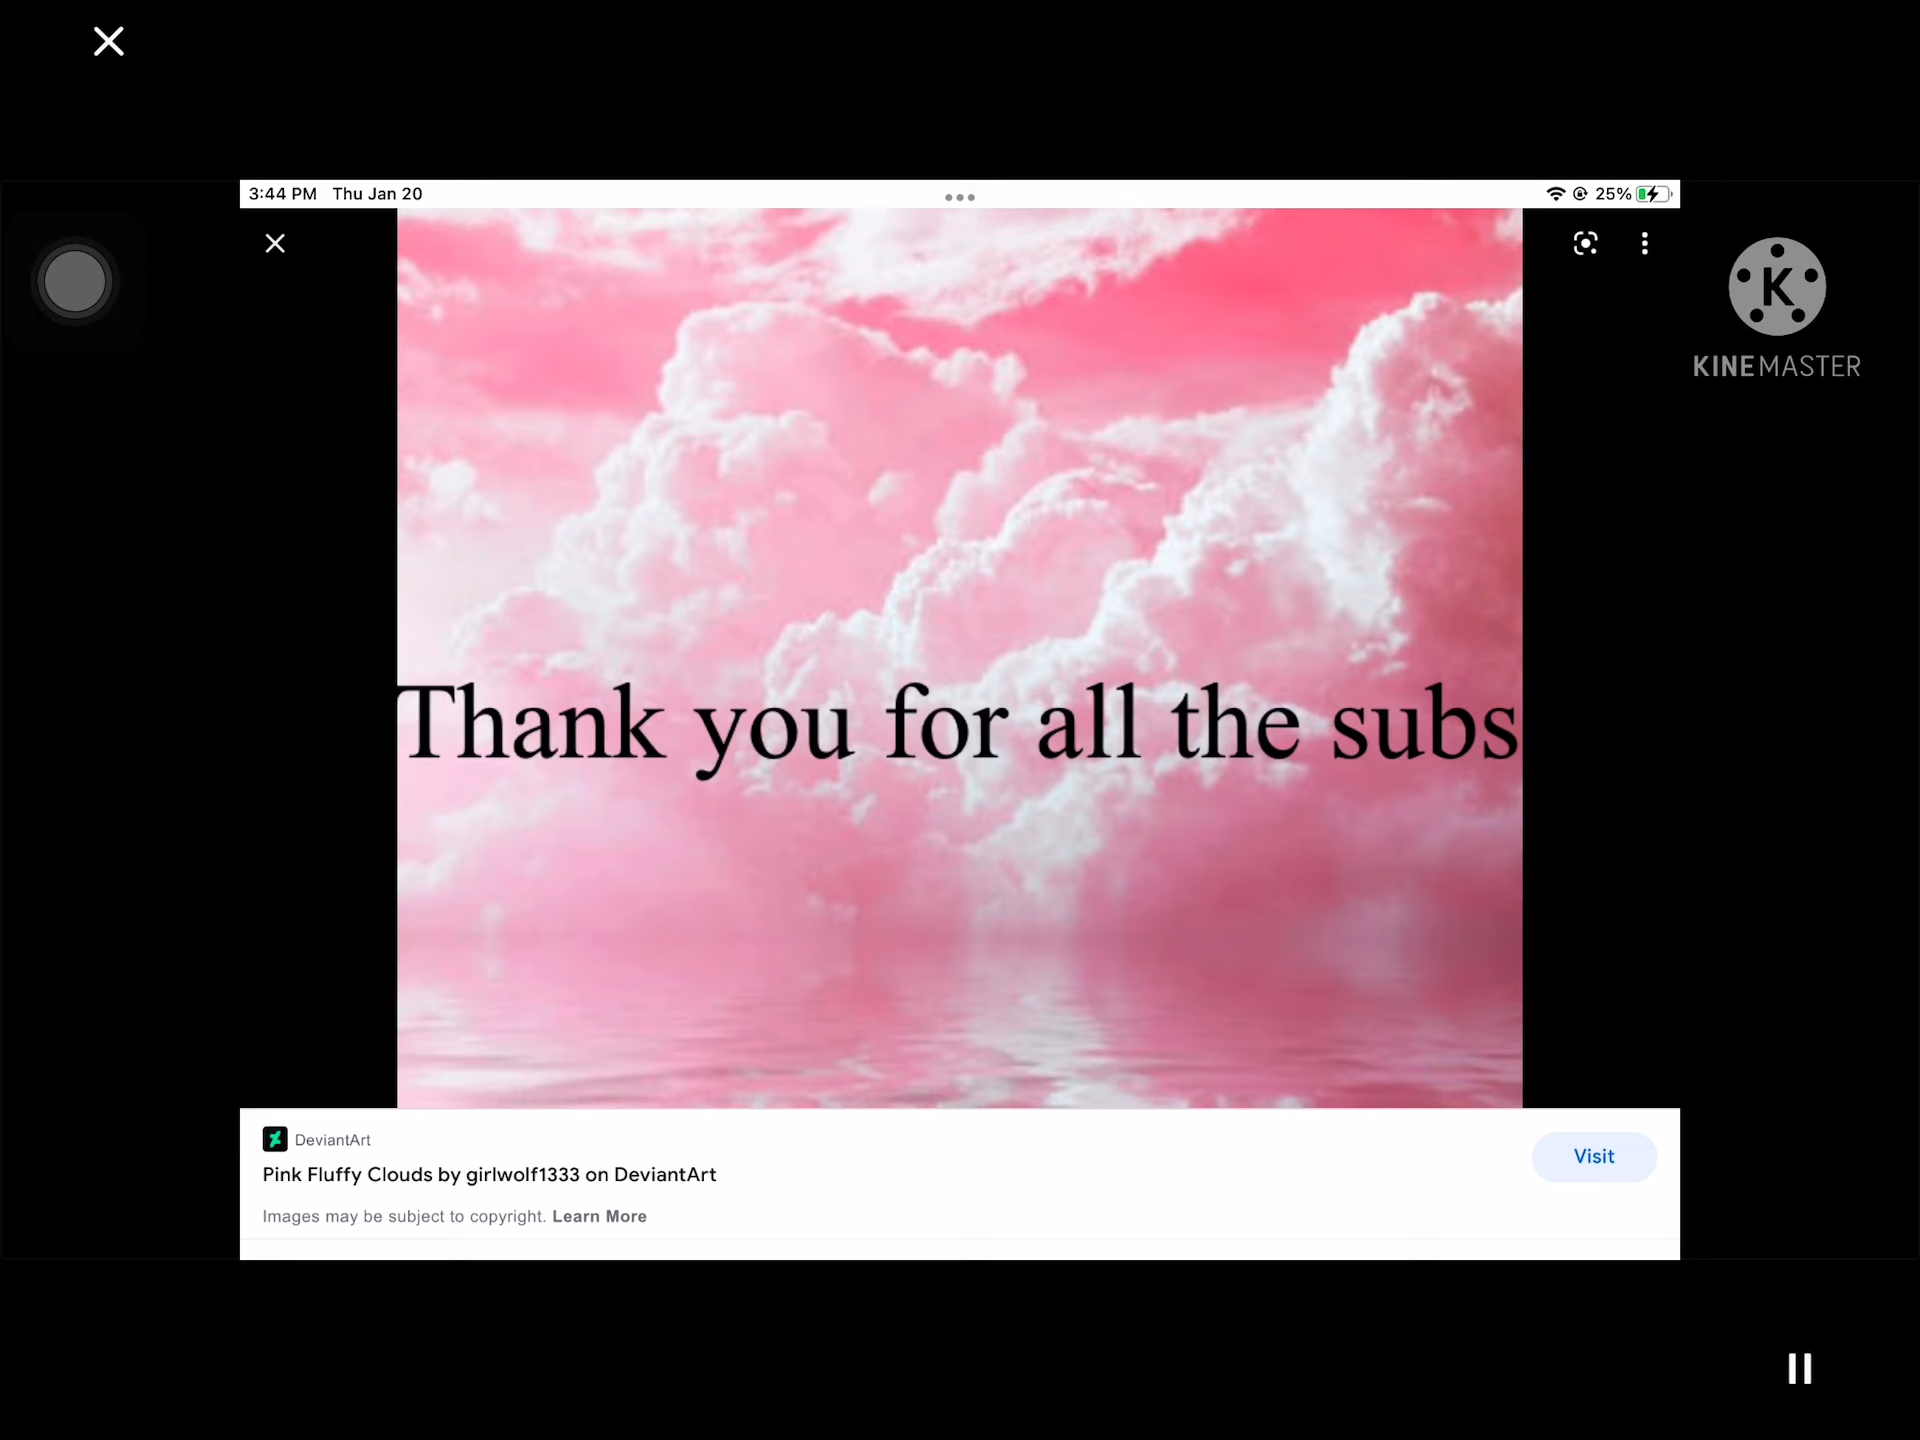 3:44 PM Thu Jan 20
25%
K
KINEMASTER
Thank you for all the subs
DeviantArt
Pink Fluffy Clouds by girlwolf1333 on DeviantArt
Visit
Images may be subject to copyright. Learn More